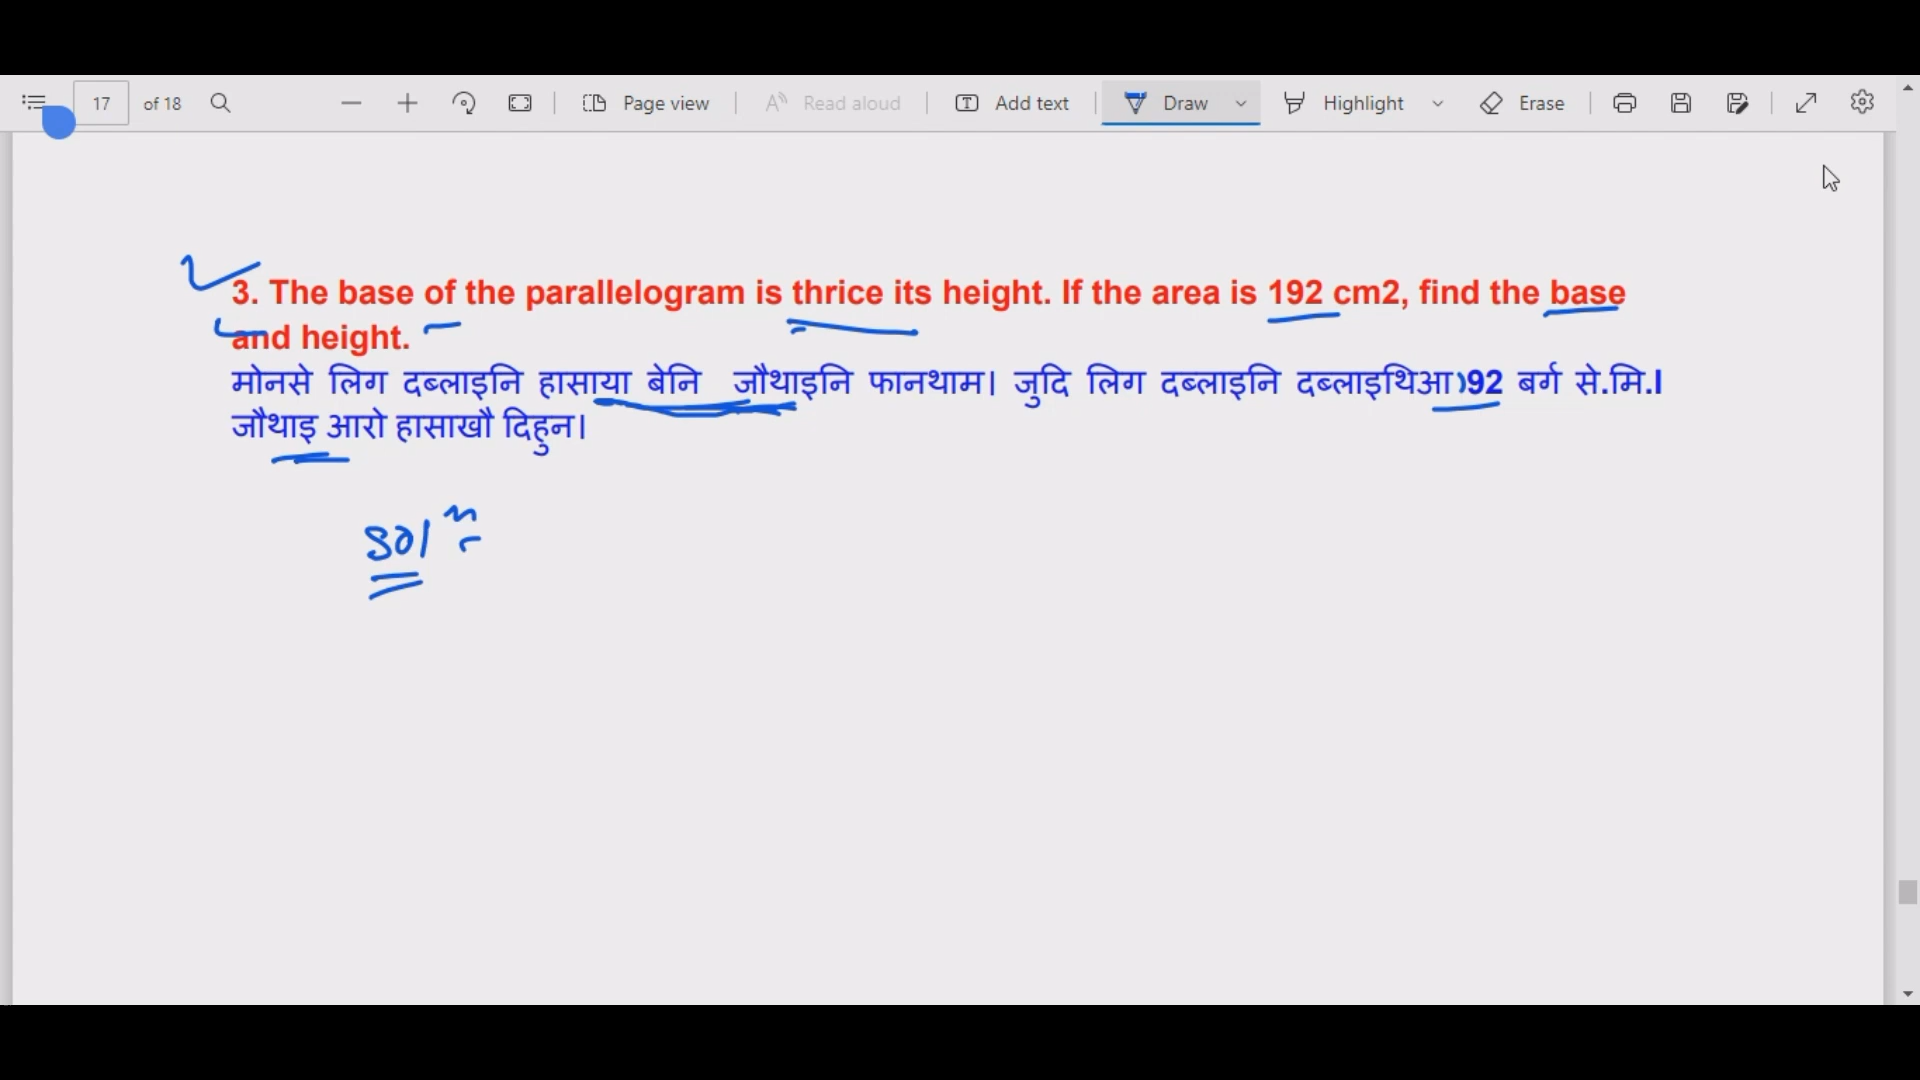 17 of 18 Page view Read aloud Add text Draw Highlight Erase
3. The base of the parallelogram is thrice its height. If the area is 192 cm2, find the base
and height.
मोनसे लिग दब्लाइनि हासाया बेनि जौथाइनि फानथाम। जुदि लिग दब्लाइनि दब्लाइथिआ 192 बर्ग से.मि.I
जौथाइ आरो हासाखौ दिहुन।
Sol n